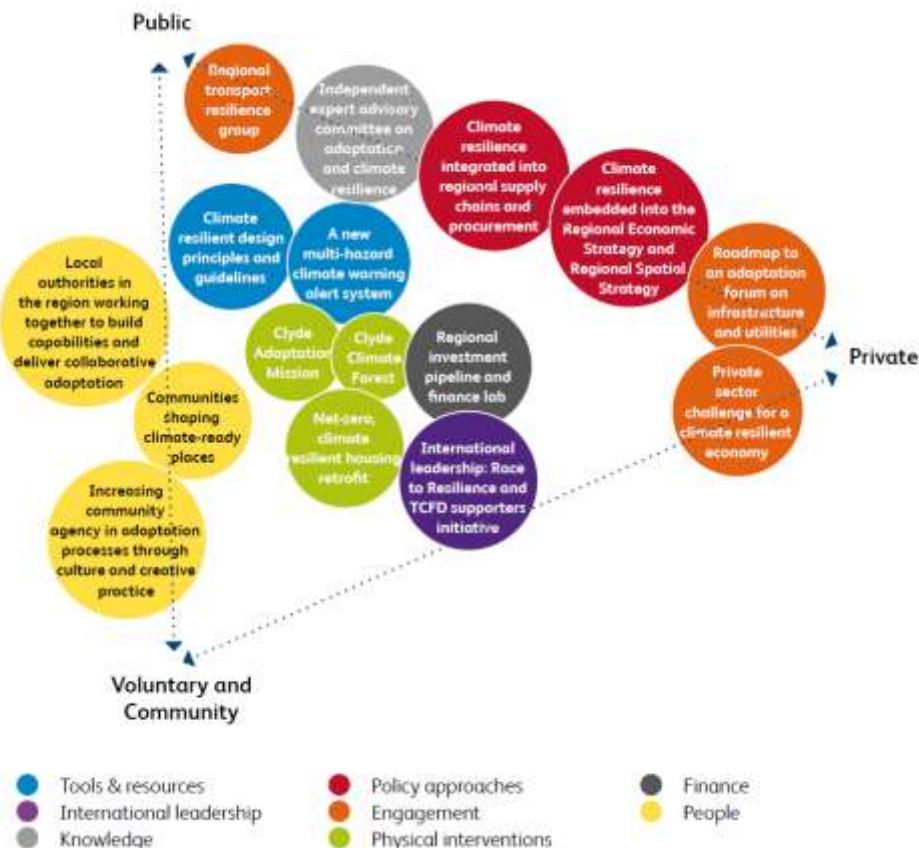 Public
Regional
transport
resilience
group
Independent
expert advisory
committee on
adaptation
and climate
resilience
Climate
resilience
integrated into
regional supply
chains and
procurement
Climate
resilience
embedded into the
Regional Economic
Strategy and
Regional Spatial
Strategy
Roadmap to
an adaptation
forum on
infrastructure
and utilities
Climate
resilient design
principles and
guidelines
A new
multi-hazard
climate warning
alert system
Local
authorities in
the region working
together to build
capabilities and
deliver collaborative
adaptation
Clyde
Adaptation
Mission
Clyde
Climate
Forest
Regional
investment
pipeline and
finance lab
Private
Private
sector
challenge for a
climate resilient
economy
Communities
shaping
climate-ready
places
Net-zero,
climate
resilient housing
retrofit
International
leadership: Race
to Resilience and
TCFD supporters
initiative
Increasing
community
agency in adaptation
processes through
culture and creative
practice
Voluntary and
Community
Tools & resources
International leadership
Knowledge
Policy approaches
Engagement
Physical interventions
Finance
People